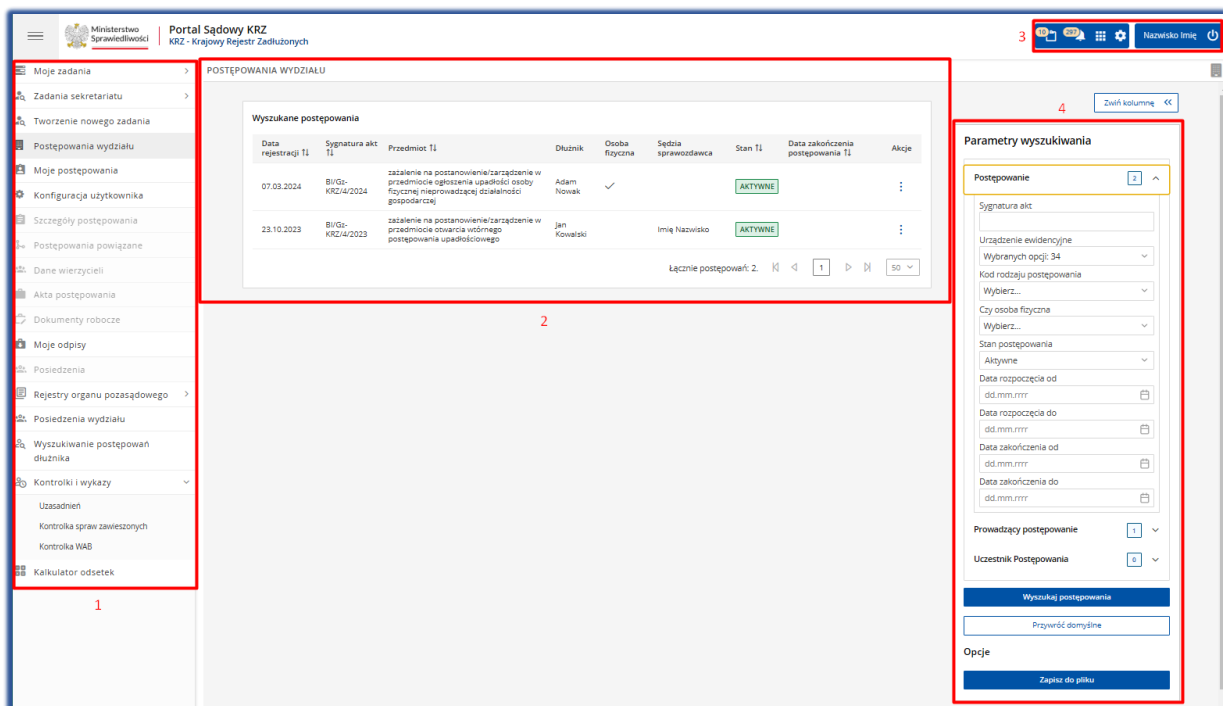 Ministerstwo
Sprawiedliwości
Portal Sądowy KRZ
KRZ - Krajowy Rejestr Zadłużonych
3
10
297
Nazwisko Imię
Moje zadania
Zadania sekretariatu
Tworzenie nowego zadania
Postępowania wydziału
Moje postępowania
Konfiguracja użytkownika
Szczegóły postępowania
Postępowania powiązane
Dane wierzycieli
Akta postępowania
Dokumenty robocze
Moje odpisy
Posiedzenia
Rejestry organu pozasądowego
Posiedzenia wydziału
Wyszukiwanie postępowań
dłużnika
Kontrolki i wykazy
Uzasadnień
Kontrolka spraw zawieszonych
Kontrolka WAB
Kalkulator odsetek
1
POSTĘPOWANIA WYDZIAŁU
Wyszukane postępowania
Data
rejestracji
Sygnatura akt
Przedmiot
Dłużnik
Osoba
fizyczna
Sędzia
sprawozdawca
Stan
Data zakończenia
postępowania
Akcje
07.03.2024
BI/Gz-
KRZ/4/2024
zażalenie na postanowienie/zarządzenie w
przedmiocie ogłoszenia upadłości osoby
fizycznej nieprowadzącej działalności
gospodarczej
Adam
Nowak
AKTYWNE
23.10.2023
BI/Gz-
KRZ/4/2023
zażalenie na postanowienie/zarządzenie w
przedmiocie otwarcia wtórnego
postępowania upadłościowego
Jan
Kowalski
Imię Nazwisko
AKTYWNE
Łącznie postępowań: 2.
1
50
2
Zwiń kolumnę
4
Parametry wyszukiwania
Postępowanie
2
Sygnatura akt
Urządzenie ewidencyjne
Wybranych opcji: 34
Kod rodzaju postępowania
Wybierz...
Czy osoba fizyczna
Wybierz...
Stan postępowania
Aktywne
Data rozpoczęcia od
dd.mm.rrrr
Data rozpoczęcia do
dd.mm.rrrr
Data zakończenia od
dd.mm.rrrr
Data zakończenia do
dd.mm.rrrr
Prowadzący postępowanie
1
Uczestnik Postępowania
0
Wyszukaj postępowania
Przywróć domyślne
Opcje
Zapisz do pliku